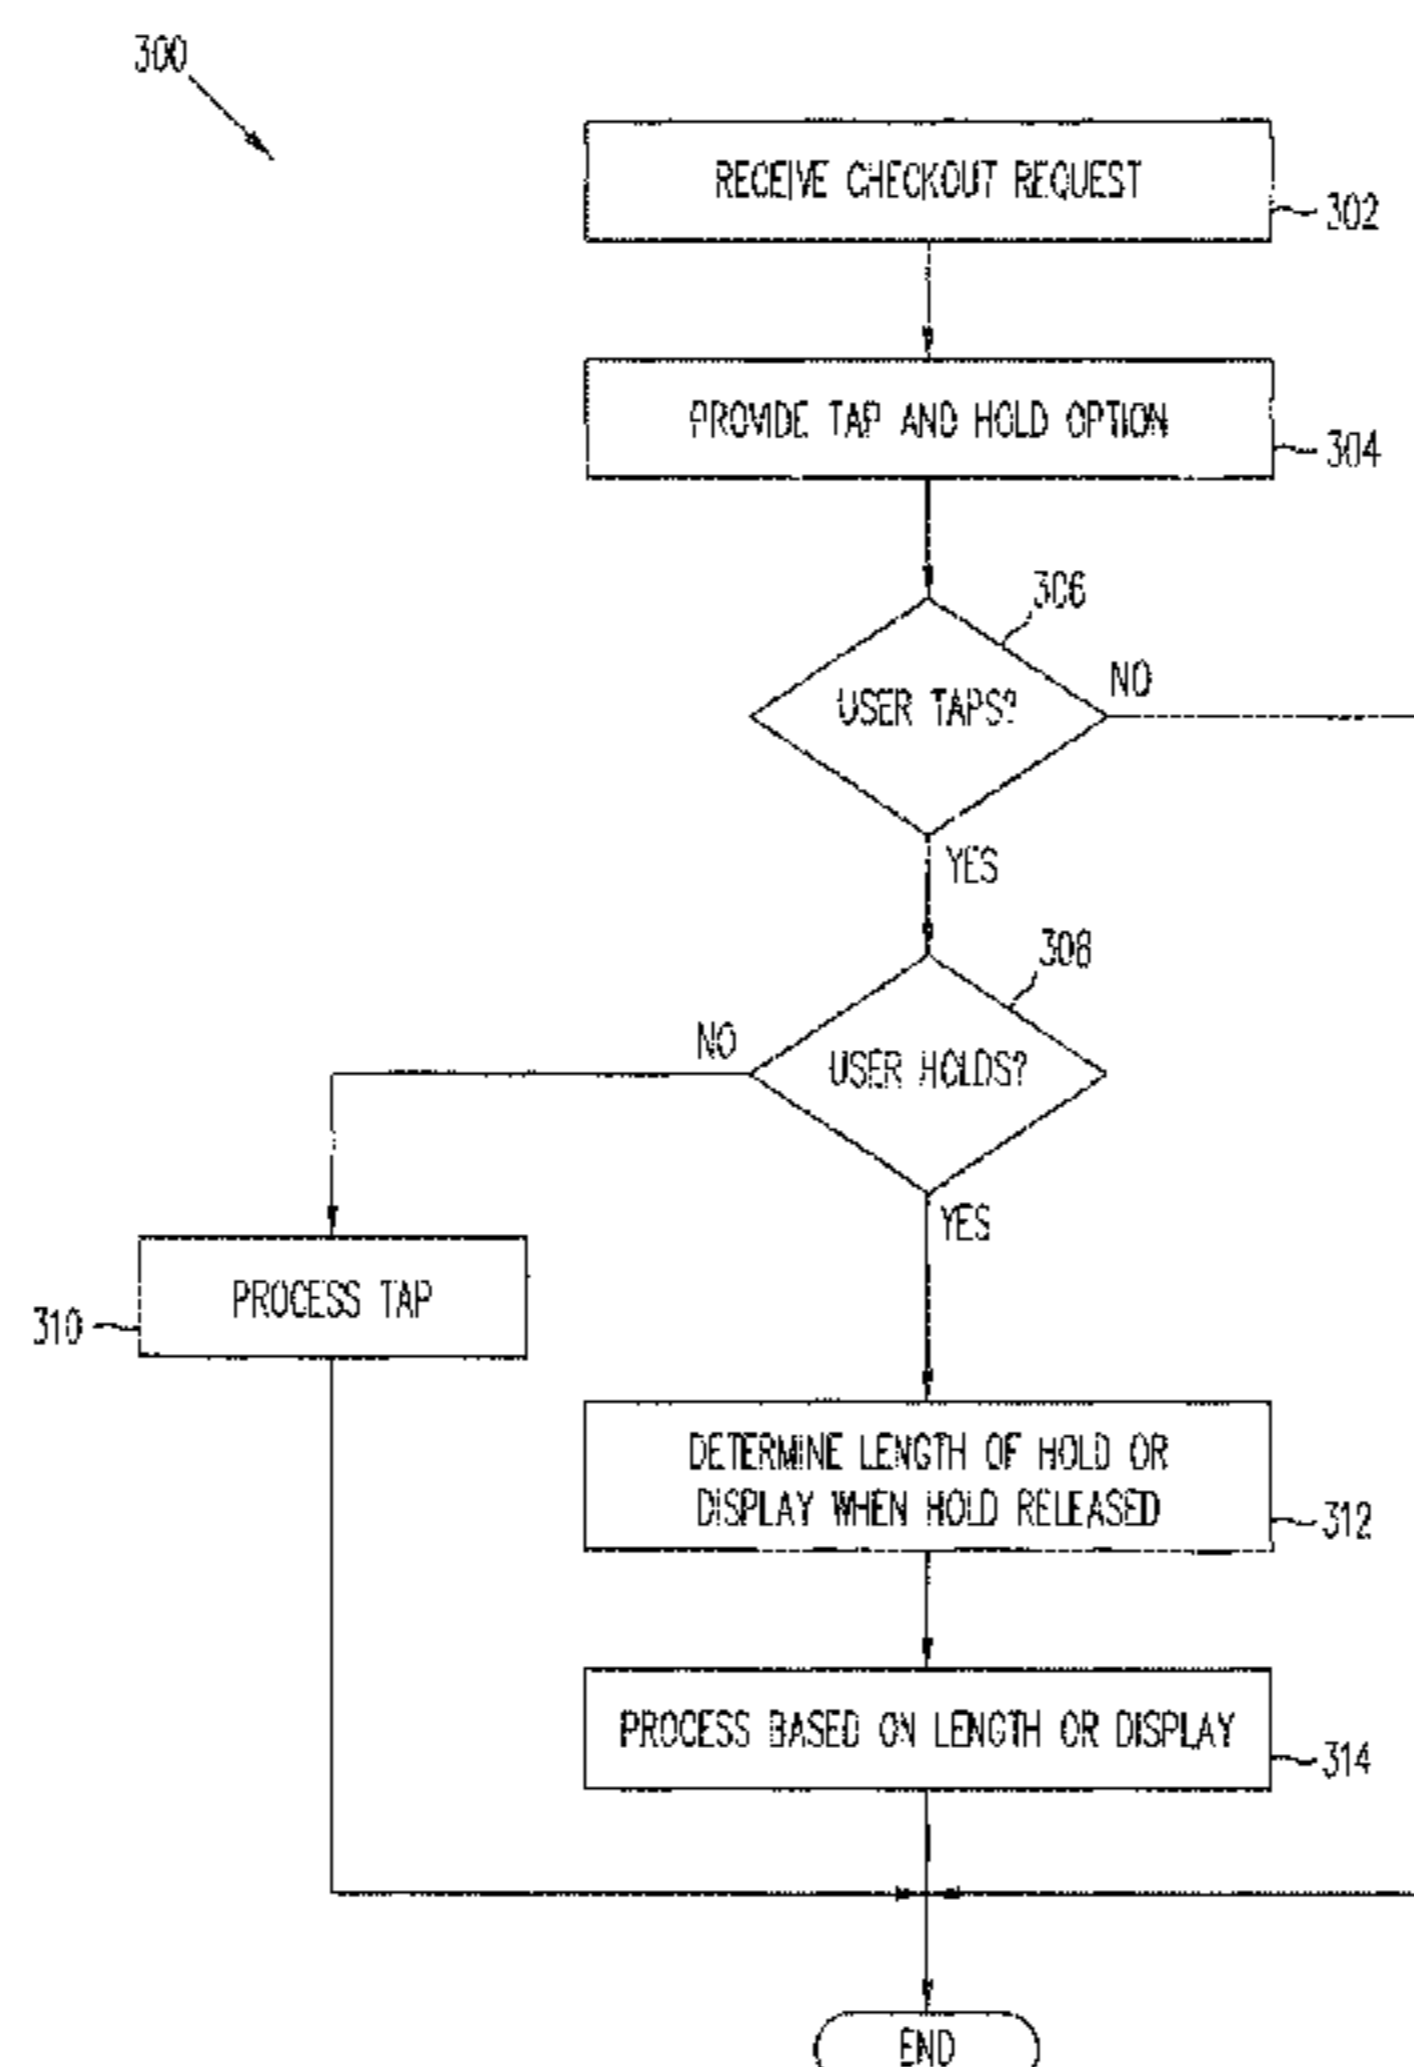 300
RECEIVE CHECKOUT REQUEST
302
PROVIDE TAP AND HOLD OPTION
304
306
USER TAPS?
NO
YES
308
USER HOLDS?
NO
YES
PROCESS TAP
310
DETERMINE LENGTH OF HOLD OR
DISPLAY WHEN HOLD RELEASED
312
PROCESS BASED ON LENGTH OR DISPLAY
314
END